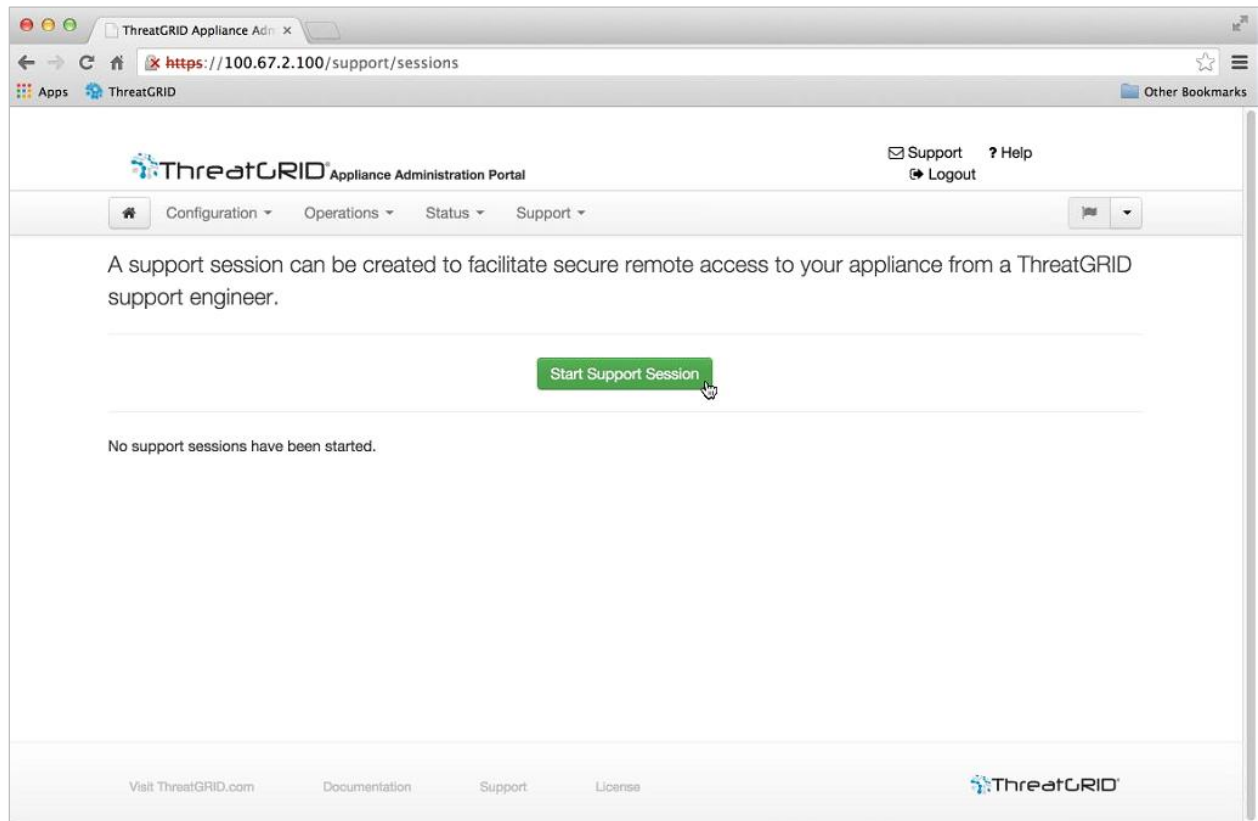 ThreatGRID Appliance Adn
https://100.67.2.100/support/sessions
Apps ThreatGRID Other Bookmarks
ThreatGRID® Appliance Administration Portal
Support ? Help
Logout
Configuration Operations Status Support
A support session can be created to facilitate secure remote access to your appliance from a ThreatGRID
support engineer.
Start Support Session
No support sessions have been started.
Visit ThreatGRID.com Documentation Support License ThreatGRID®